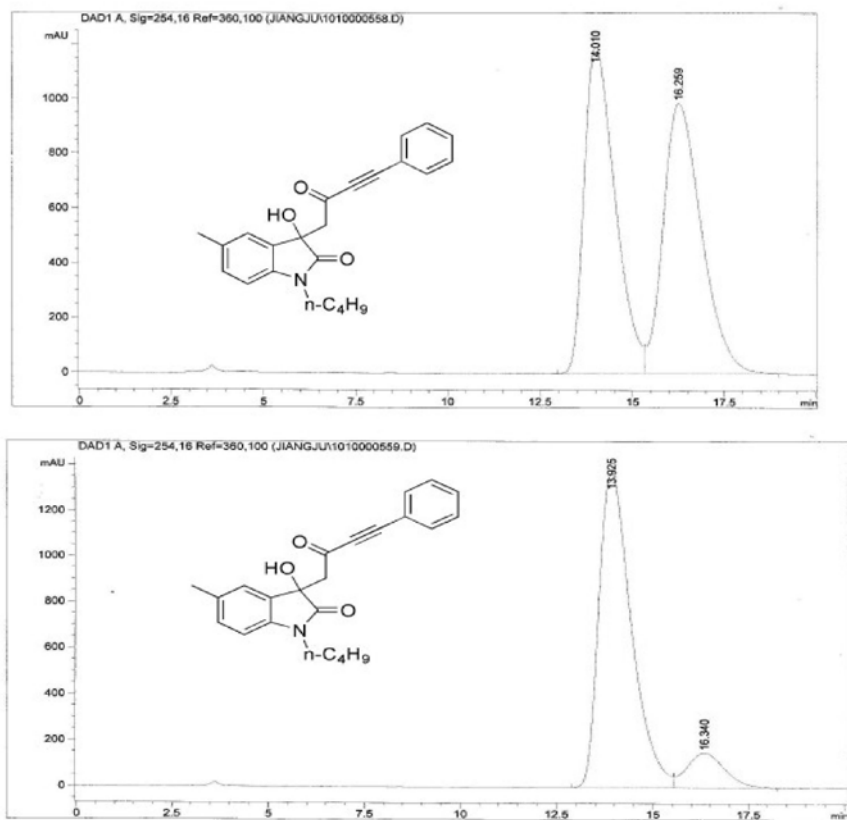 DAD1 A, Sig=254,16 Ref=360,100 (JIANGJU\1010000558.D)
mAU
14.010
16.259
1000
800
600
400
200
0
O
HO
O
N
n-C4H9
0 2.5 5 7.5 10 12.5 15 17.5 min
DAD1 A, Sig=254,16 Ref=360,100 (JIANGJU\1010000559.D)
mAU
13.925
1200
1000
800
600
400
200
0
16.340
O
HO
O
N
n-C4H9
0 2.5 5 7.5 10 12.5 15 17.5 min